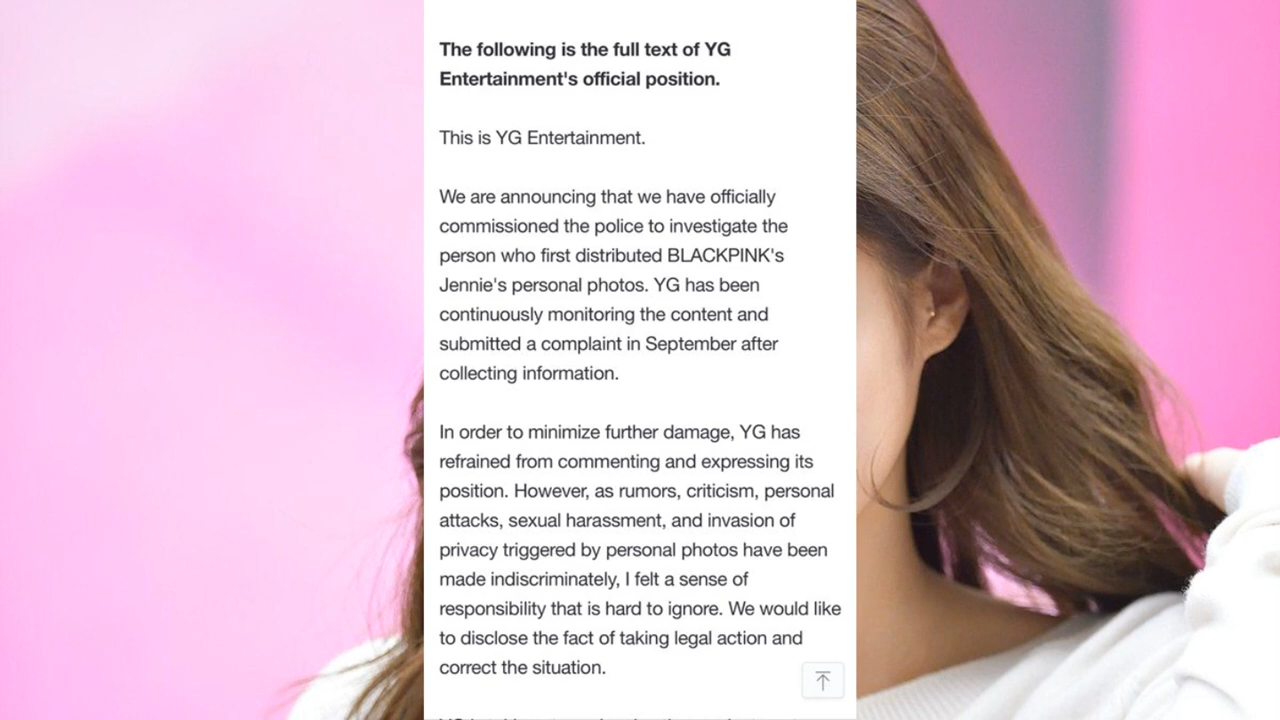 The following is the full text of YG
Entertainment's official position.
This is YG Entertainment.
We are announcing that we have officially
commissioned the police to investigate the
person who first distributed BLACKPINK's
Jennie's personal photos. YG has been
continuously monitoring the content and
submitted a complaint in September after
collecting information.
In order to minimize further damage, YG has
refrained from commenting and expressing its
position. However, as rumors, criticism, personal
attacks, sexual harassment, and invasion of
privacy triggered by personal photos have been
made indiscriminately, I felt a sense of
responsibility that is hard to ignore. We would like
to disclose the fact of taking legal action and
correct the situation.